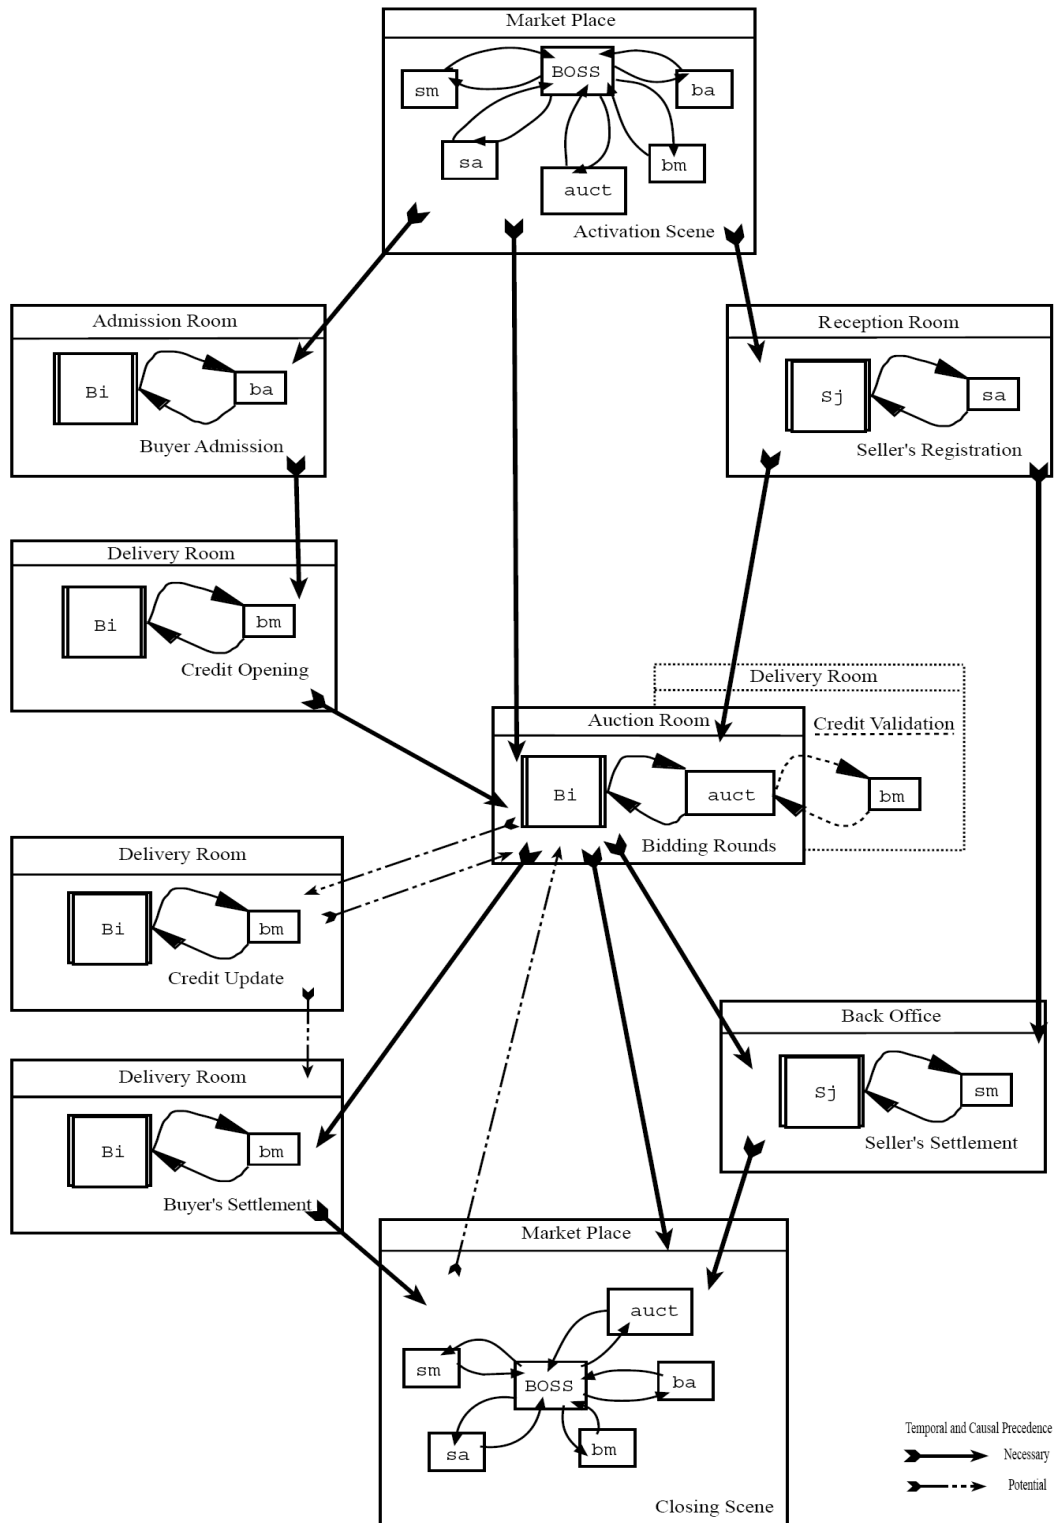 Market Place
BOSS
sm
ba
sa
auct
bm
Activation Scene
Admission Room
Bi
ba
Buyer Admission
Reception Room
Sj
sa
Seller's Registration
Delivery Room
Bi
bm
Credit Opening
Delivery Room
Credit Validation
Auction Room
Bi
auct
bm
Bidding Rounds
Delivery Room
Bi
bm
Credit Update
Back Office
Sj
sm
Seller's Settlement
Delivery Room
Bi
bm
Buyer's Settlement
Market Place
auct
sm
BOSS
ba
sa
bm
Closing Scene
Temporal and Causal Precedence
Necessary
Potential